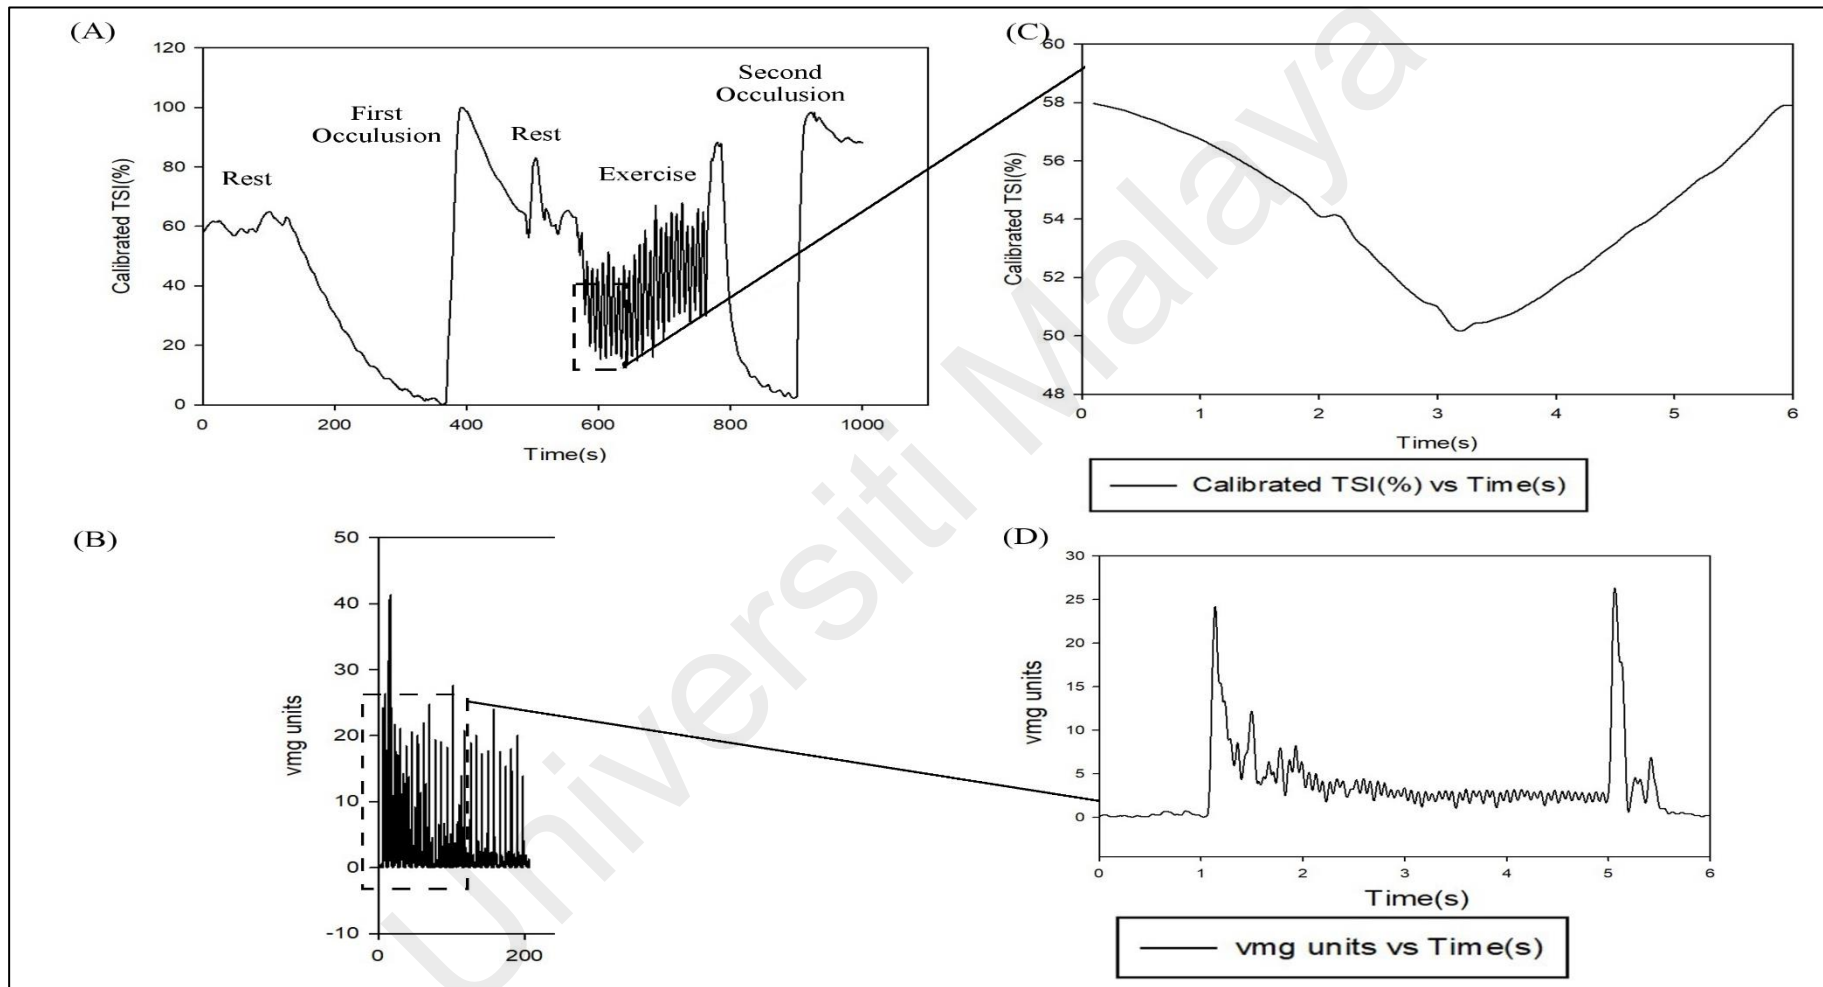 (A)
120
100
80
60
40
20
0
Calibrated TSI(%)
Rest
First
Occulusion
Rest
Exercise
Second
Occulusion
0 200 400 600 800 1000
Time(s)
(C)
60
58
56
54
52
50
48
Calibrated TSI(%)
0 1 2 3 4 5 6
Time(s)
Calibrated TSI(%) vs Time(s)
(B)
50
40
30
20
10
0
-10
vmg units
0 200
(D)
30
25
20
15
10
5
0
vmg units
0 1 2 3 4 5 6
Time(s)
vmg units vs Time(s)
Universiti Malaya